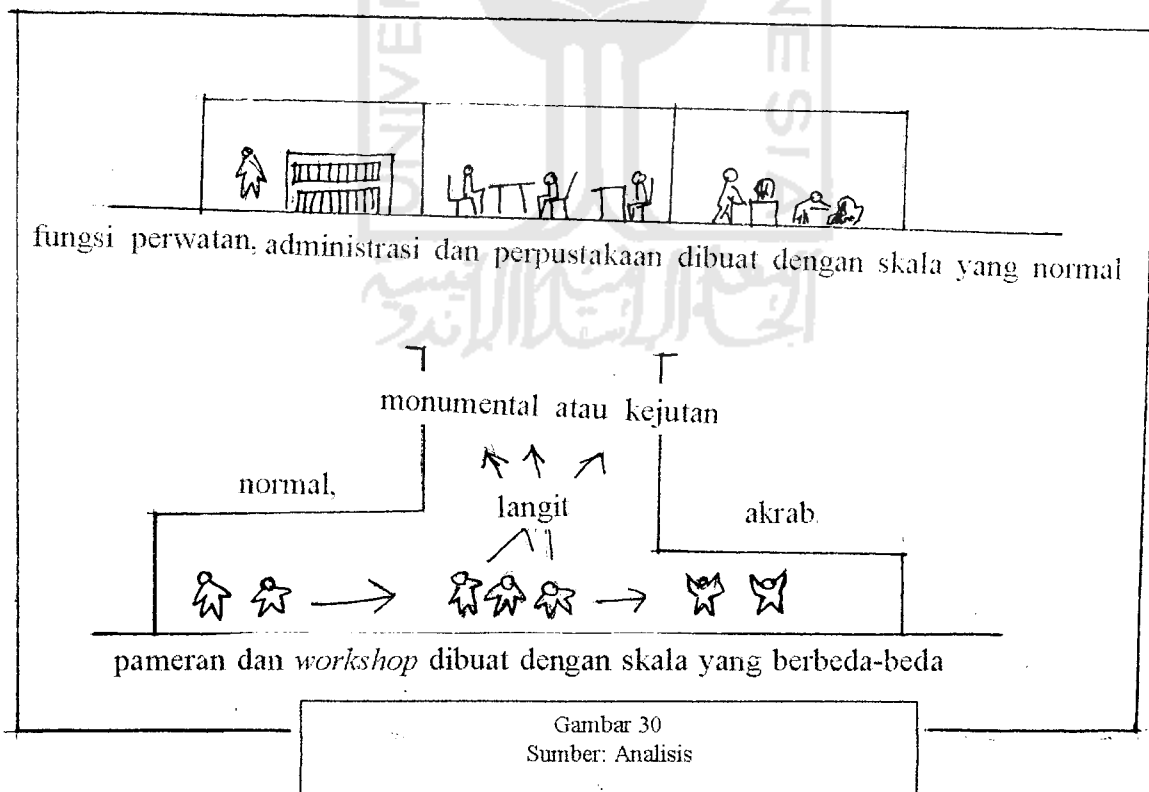 fungsi perwatan, administrasi dan perpustakaan dibuat dengan skala yang normal
monumental atau kejutan
normal,
langit
akrab.
pameran dan workshop dibuat dengan skala yang berbeda-beda
Gambar 30
Sumber: Analisis